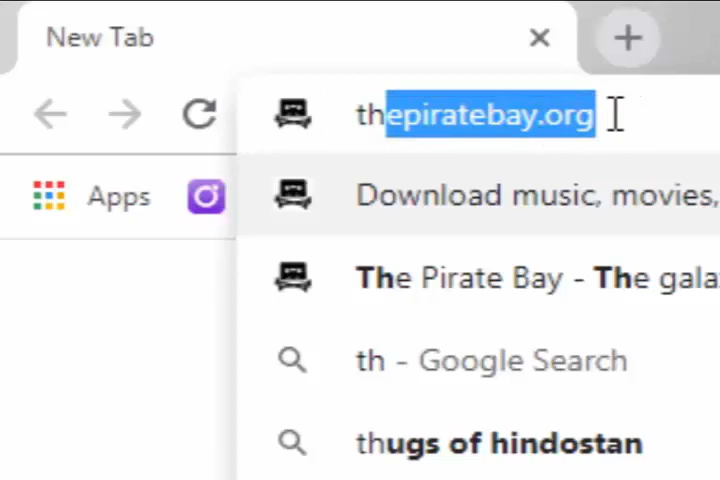 New Tab
thepiratebay.org
Apps
Download music, movies,
The Pirate Bay - The gala
th - Google Search
thugs of hindostan